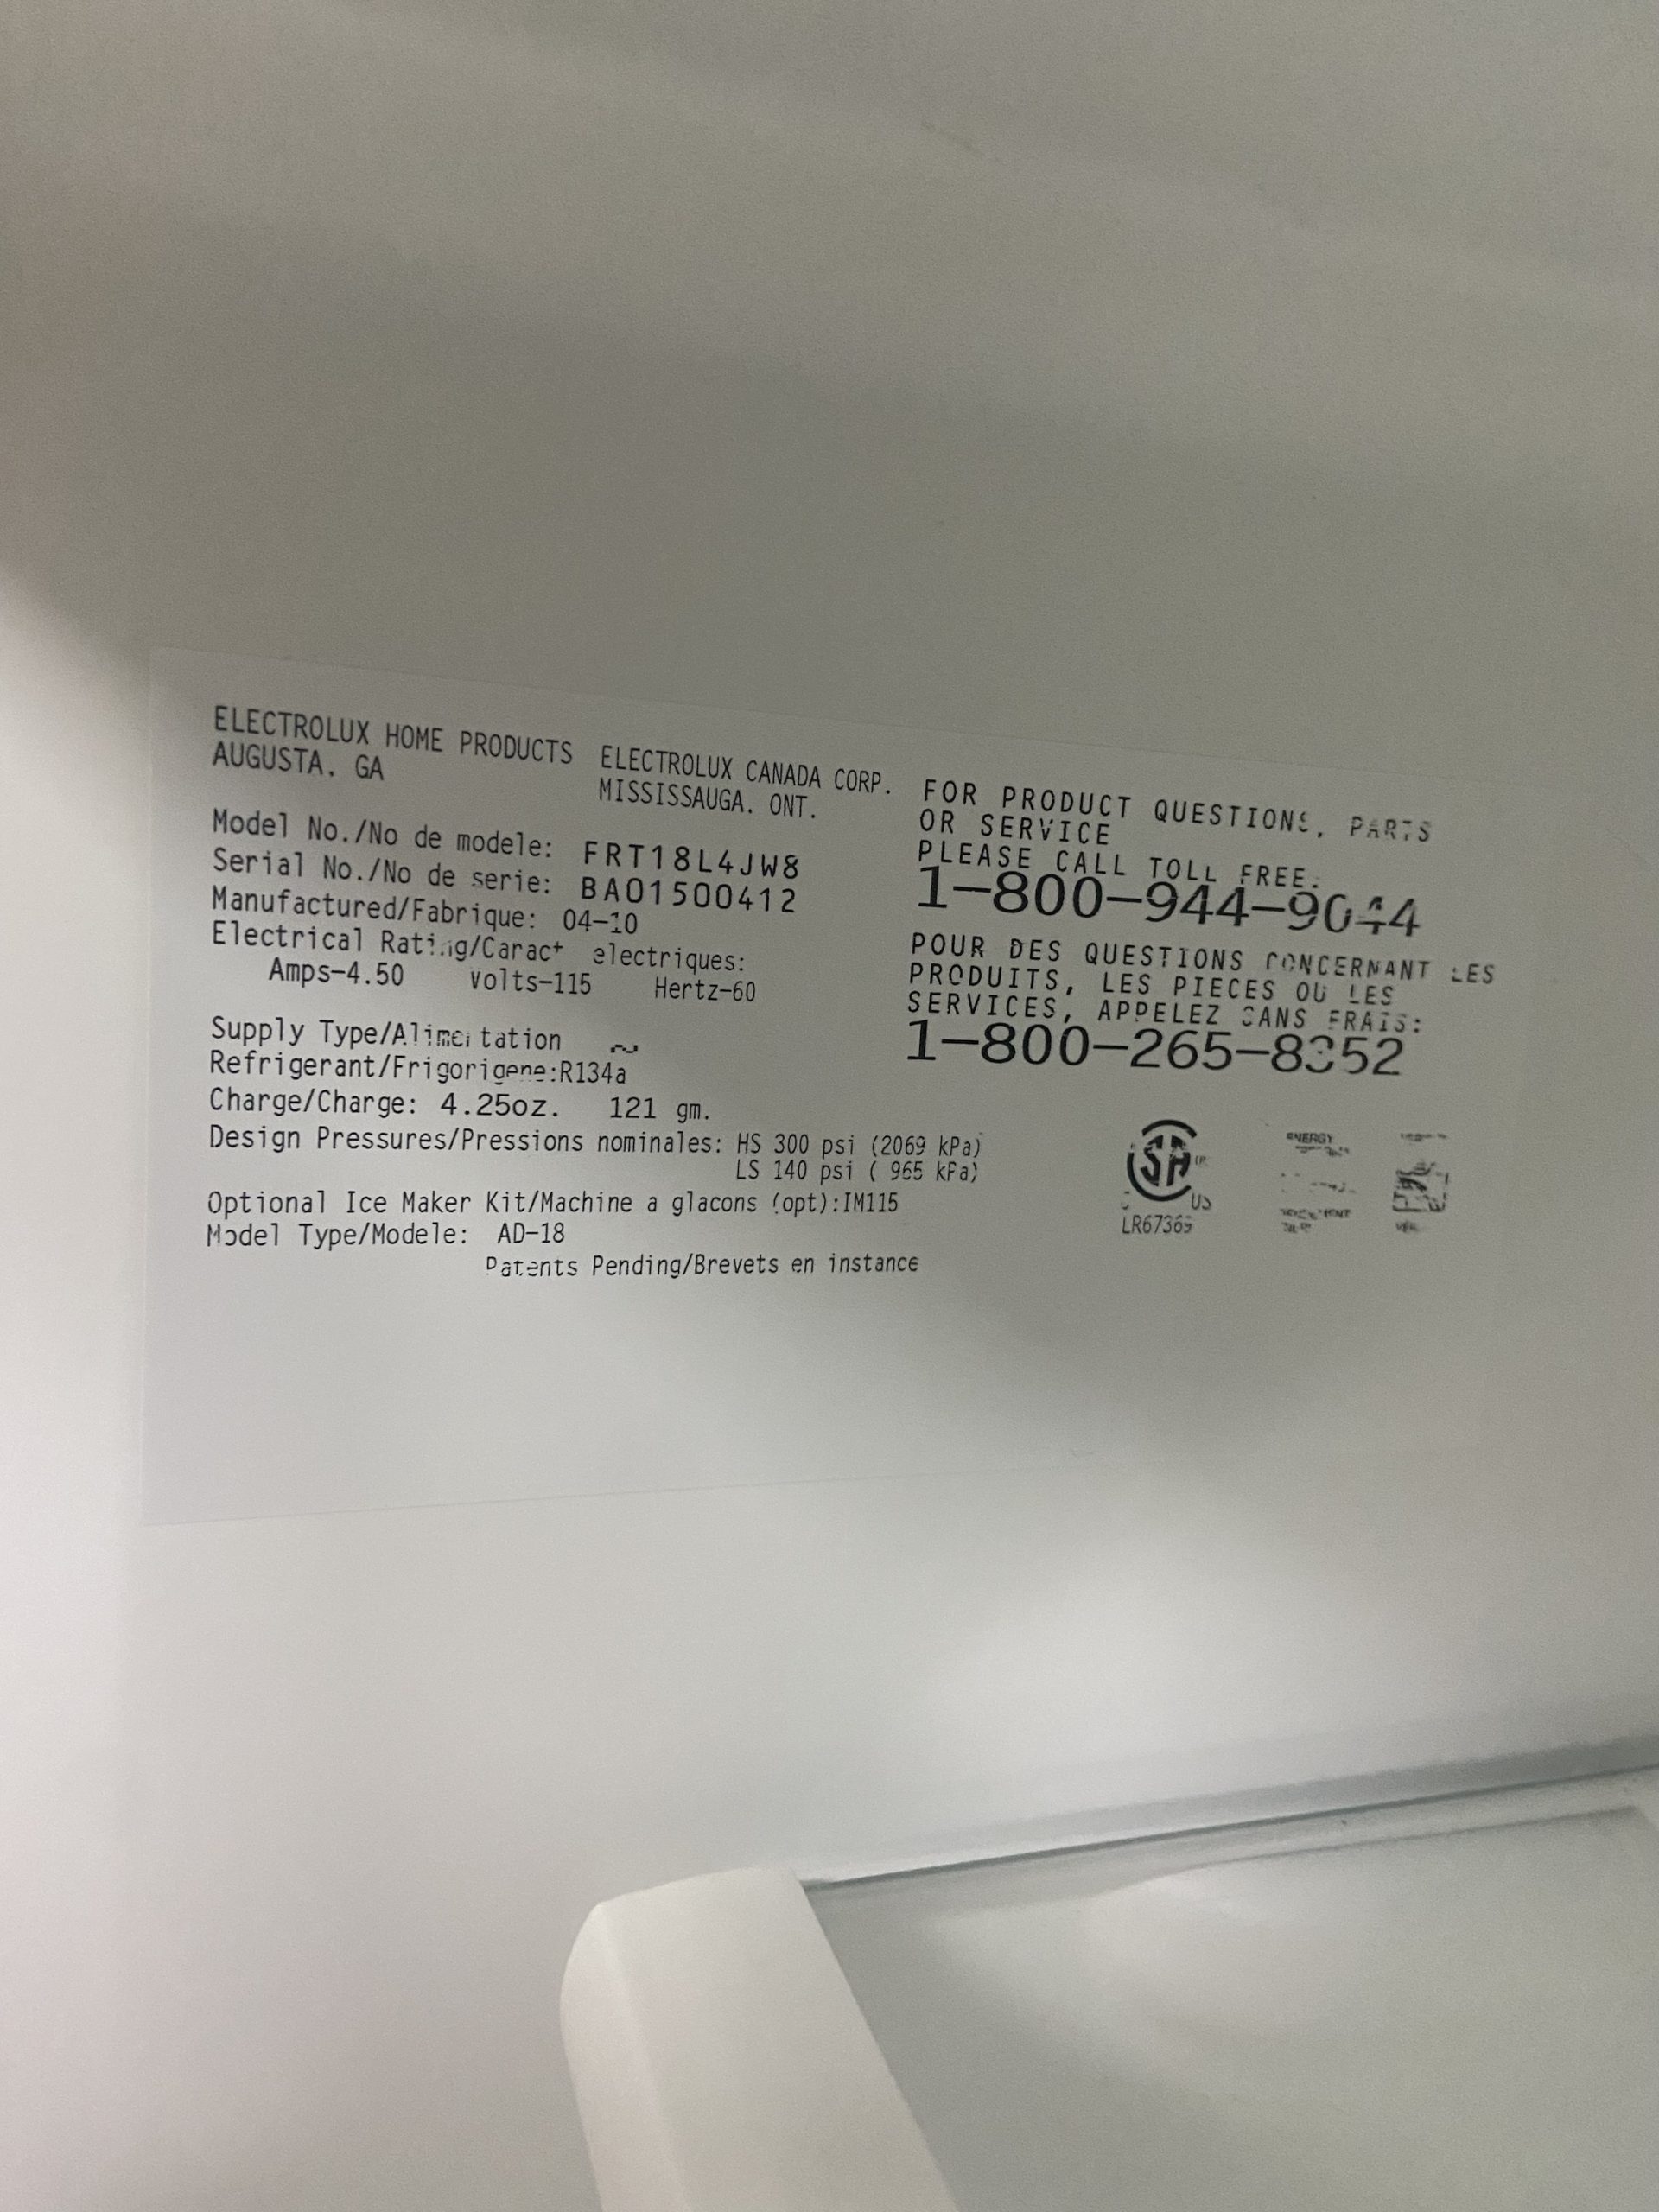 ELECTROLUX HOME PRODUCTS
AUGUSTA, GA
ELECTROLUX CANADA CORP.
MISSISSAUGA, ONT.
Model No./No de modele: FRT18L4JW8
Serial No./No de serie: BA01500412
Manufactured/Fabrique: 04-10
Electrical Rating/Caract electriques:
Amps-4.50 Volts-115 Hertz-60
Supply Type/Alimentation ~
Refrigerant/Frigorigene:R134a
Charge/Charge: 4.25oz. 121 gm.
Design Pressures/Pressions nominales: HS 300 psi (2069 kPa)
LS 140 psi ( 965 kPa)
Optional Ice Maker Kit/Machine a glacons (opt):IM115
Model Type/Modele: AD-18
Patents Pending/Brevets en instance
FOR PRODUCT QUESTIONS, PARTS
OR SERVICE
PLEASE CALL TOLL FREE:
1-800-944-9044
POUR DES QUESTIONS CONCERNANT LES
PRODUITS, LES PIECES OU LES
SERVICES, APPELEZ SANS FRAIS:
1-800-265-8352
SA
US
LR67365
ENERGY